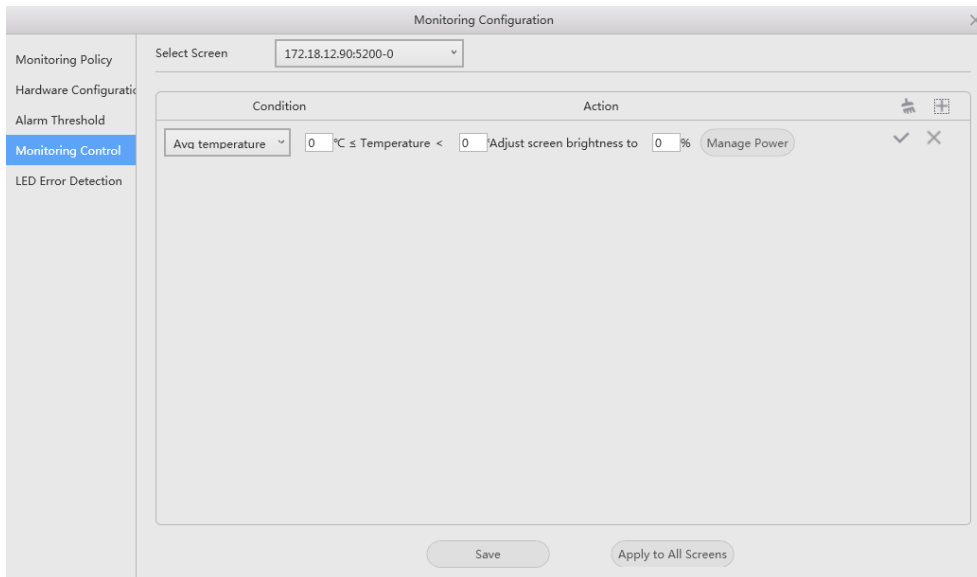 Monitoring Configuration
Monitoring Policy
Hardware Configuratio
Alarm Threshold
Monitoring Control
LED Error Detection
Select Screen 172.18.12.90:5200-0
Condition Action
Avg temperature 0 °C ≤ Temperature < 0 Adjust screen brightness to 0 % Manage Power
Save Apply to All Screens